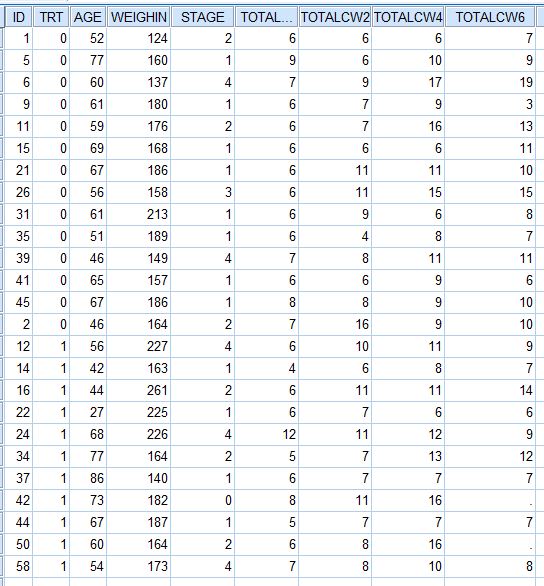 ID TRT AGE WEIGHIN STAGE TOTAL... TOTALCW2 TOTALCW4 TOTALCW6
1 0 52 124 2 6 6 6 7
5 0 77 160 1 9 6 10 9
6 0 60 137 4 7 9 17 19
9 0 61 180 1 6 7 9 3
11 0 59 176 2 6 7 16 13
15 0 69 168 1 6 6 6 11
21 0 67 186 1 6 11 11 10
26 0 56 158 3 6 11 15 15
31 0 61 213 1 6 9 6 8
35 0 51 189 1 6 4 8 7
39 0 46 149 4 7 8 11 11
41 0 65 157 1 6 6 9 6
45 0 67 186 1 8 8 9 10
2 0 46 164 2 7 16 9 10
12 1 56 227 4 6 10 11 9
14 1 42 163 1 4 6 8 7
16 1 44 261 2 6 11 11 14
22 1 27 225 1 6 7 6 6
24 1 68 226 4 12 11 12 9
34 1 77 164 2 5 7 13 12
37 1 86 140 1 6 7 7 7
42 1 73 182 0 8 11 16 .
44 1 67 187 1 5 7 7 7
50 1 60 164 2 6 8 16 .
58 1 54 173 4 7 8 10 8